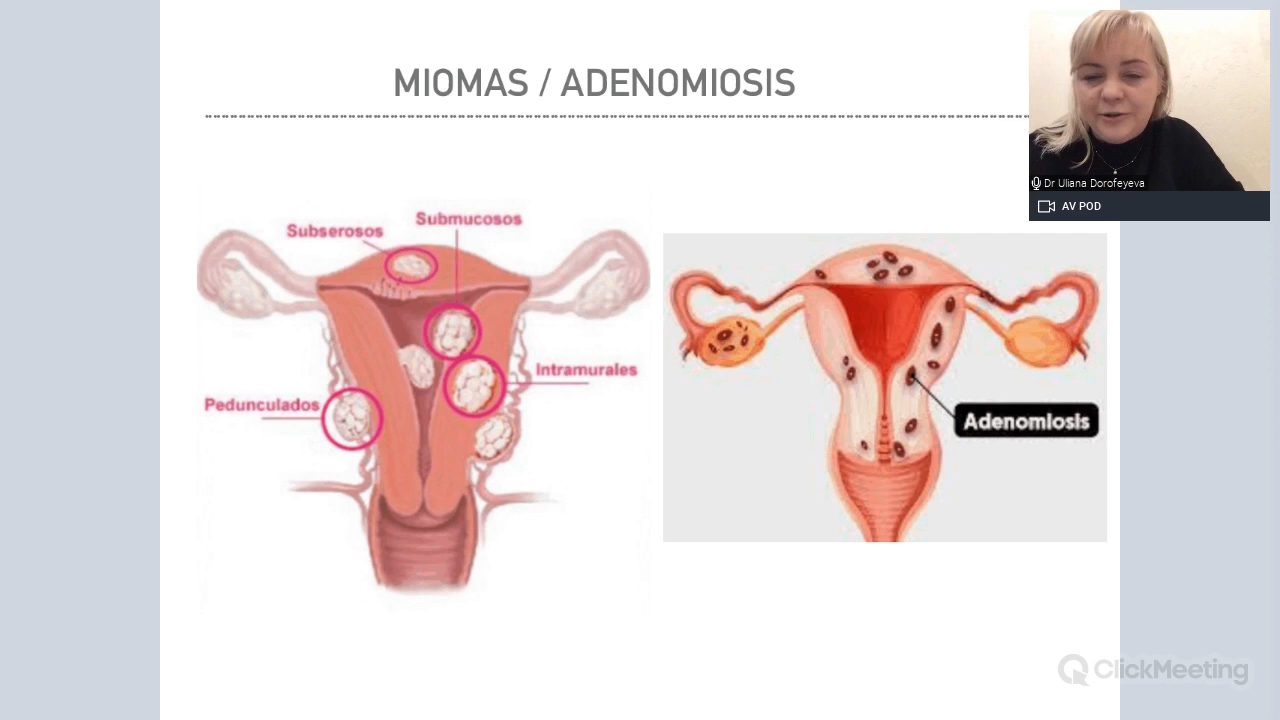 MIOMAS / ADENOMIOSIS
Dr Uliana Dorofeyeva
AV POD
Submucosos
Subserosos
Intramurales
Pedunculados
Adenomiosis
ClickMeeting